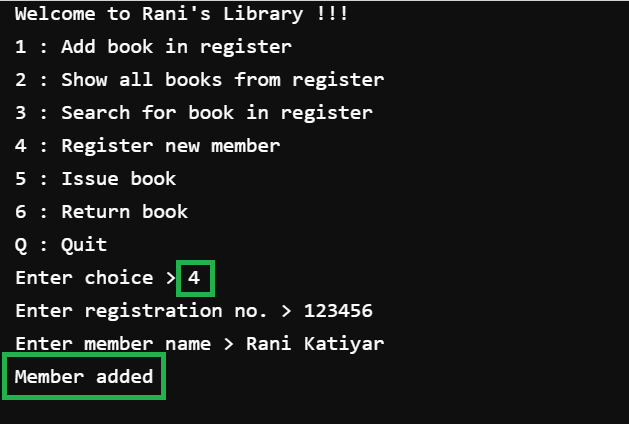 Welcome to Rani's Library !!!
1 : Add book in register
2 : Show all books from register
3 : Search for book in register
4 : Register new member
5 : Issue book
6 : Return book
Q : Quit
Enter choice > 4
Enter registration no. > 123456
Enter member name > Rani Katiyar
Member added